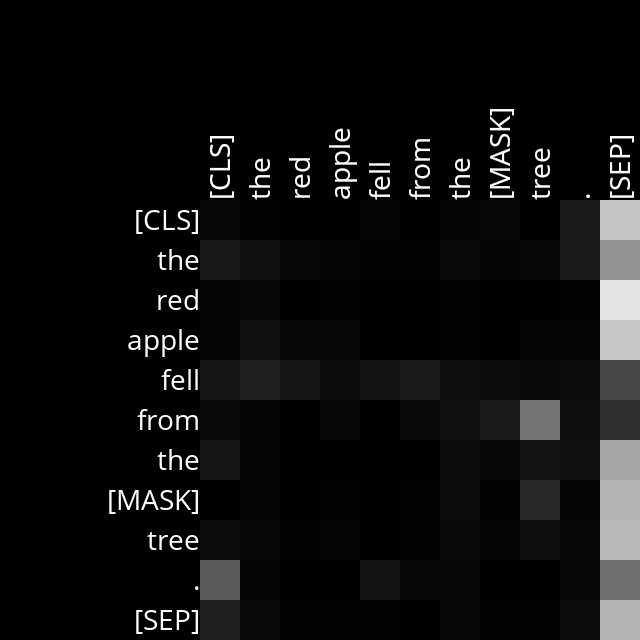 [CLS] the red apple fell from the [MASK] tree . [SEP]
[CLS]
the
red
apple
fell
from
the
[MASK]
tree
.
[SEP]